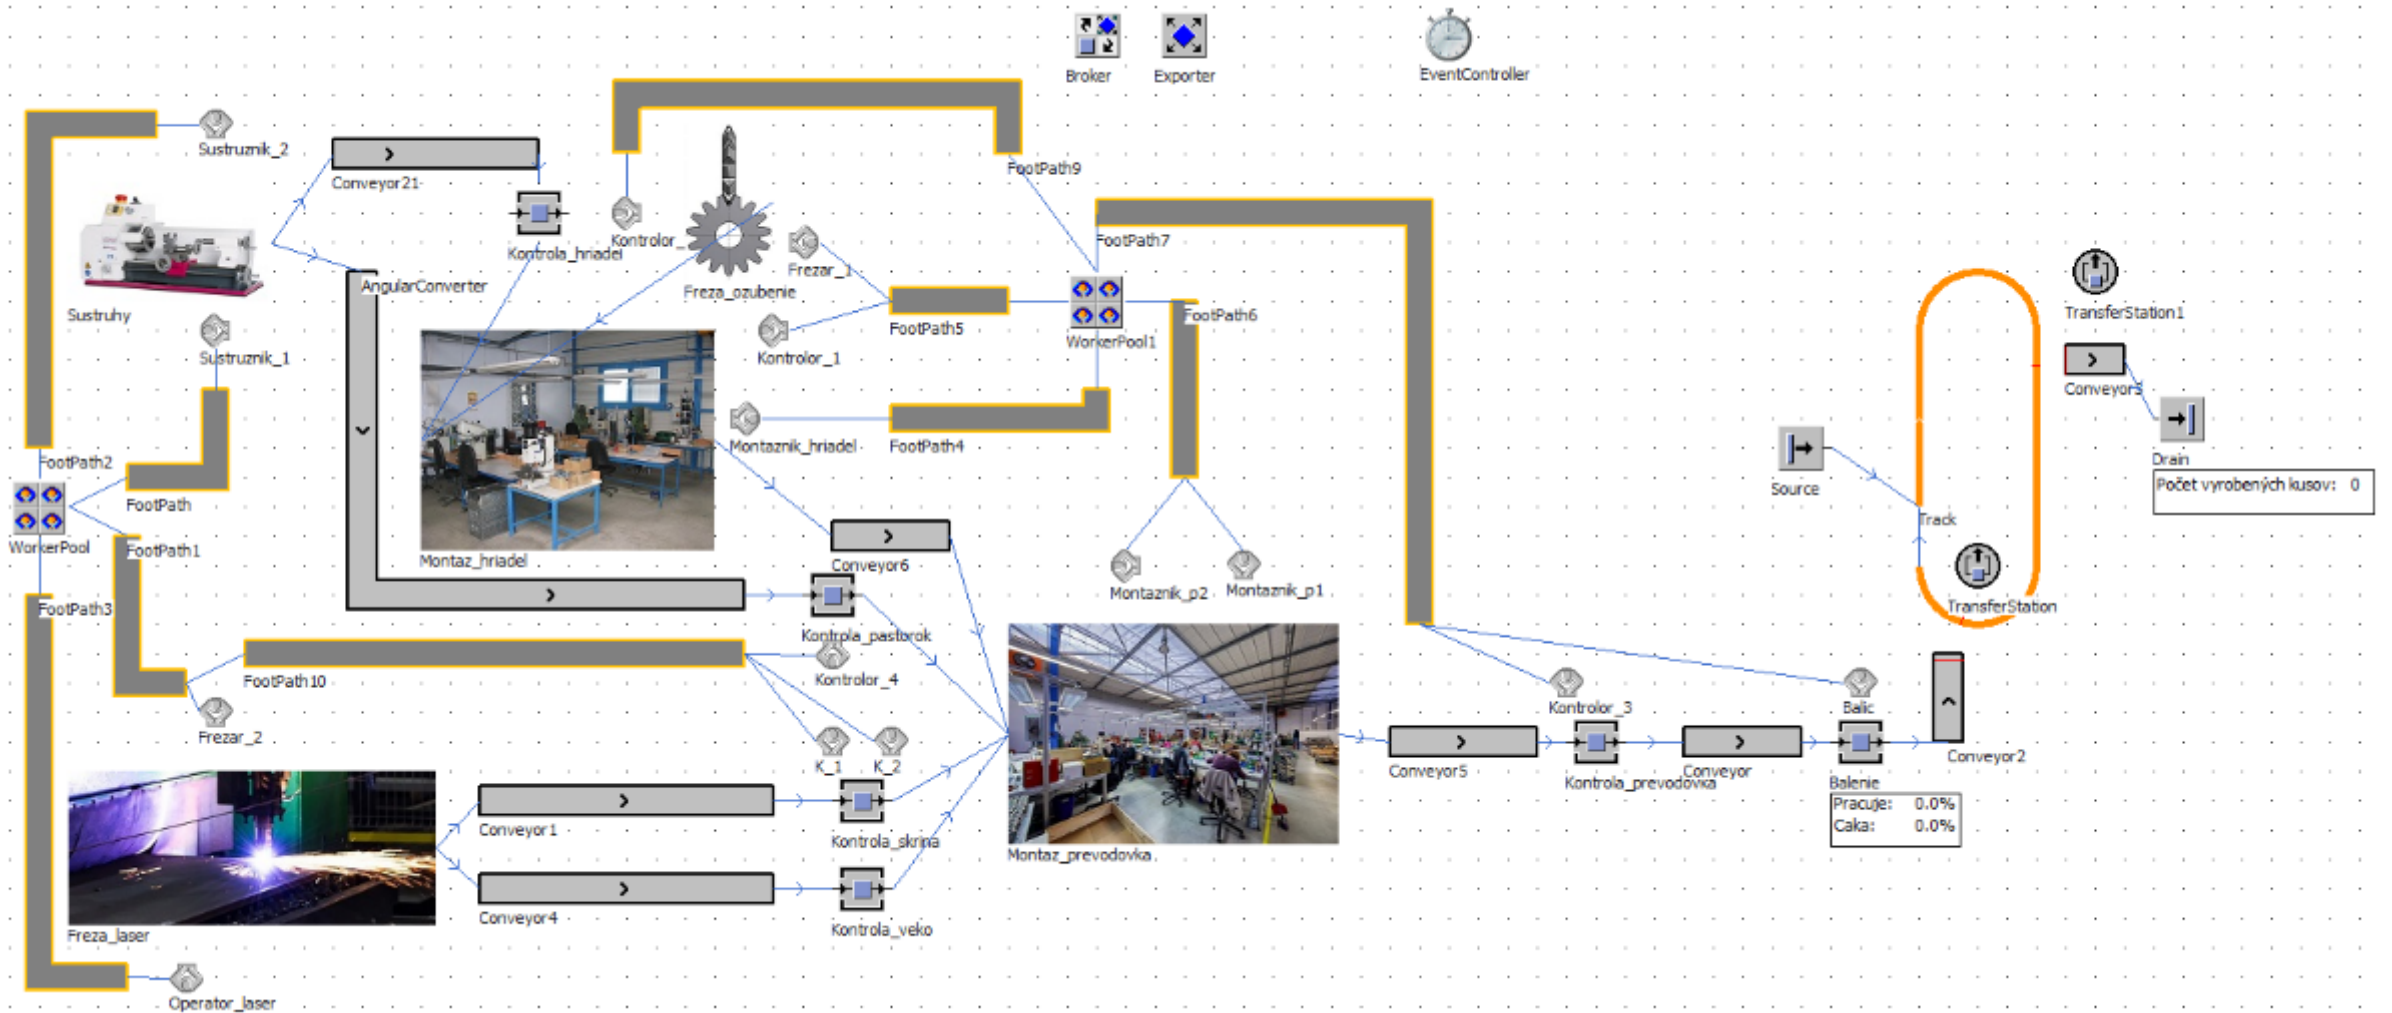 Broker
Exporter
EventController
Sustruznik_2
Conveyor21
FootPath9
Kontrola_hriadel
Kontrolor_
FootPath7
Frezar_1
AngularConverter
Freza_ozubenie
Sustruhy
FootPath5
FootPath6
TransferStation1
WorkerPool1
Sustruznik_1
Kontrolor_1
Montaznik_hriadel
FootPath4
FootPath2
Drain
Počet vyrobených kusov: 0
Source
FootPath
Track
WorkerPool
FootPath1
Montaz_hriadel
Conveyor6
Montaznik_p2
Montaznik_p1
FootPath3
TransferStation
Kontrola_pastorok
FootPath10
Kontrolor_4
Kontrolor_3
Balic
Frezar_2
K_1
K_2
Conveyor5
Kontrola_prevodovka
Conveyor
Conveyor2
Balenie
Pracuje: 0.0%
Caka: 0.0%
Conveyor1
Kontrola_skrina
Montaz_prevodovka
Conveyor4
Kontrola_veko
Freza_laser
Operator_laser